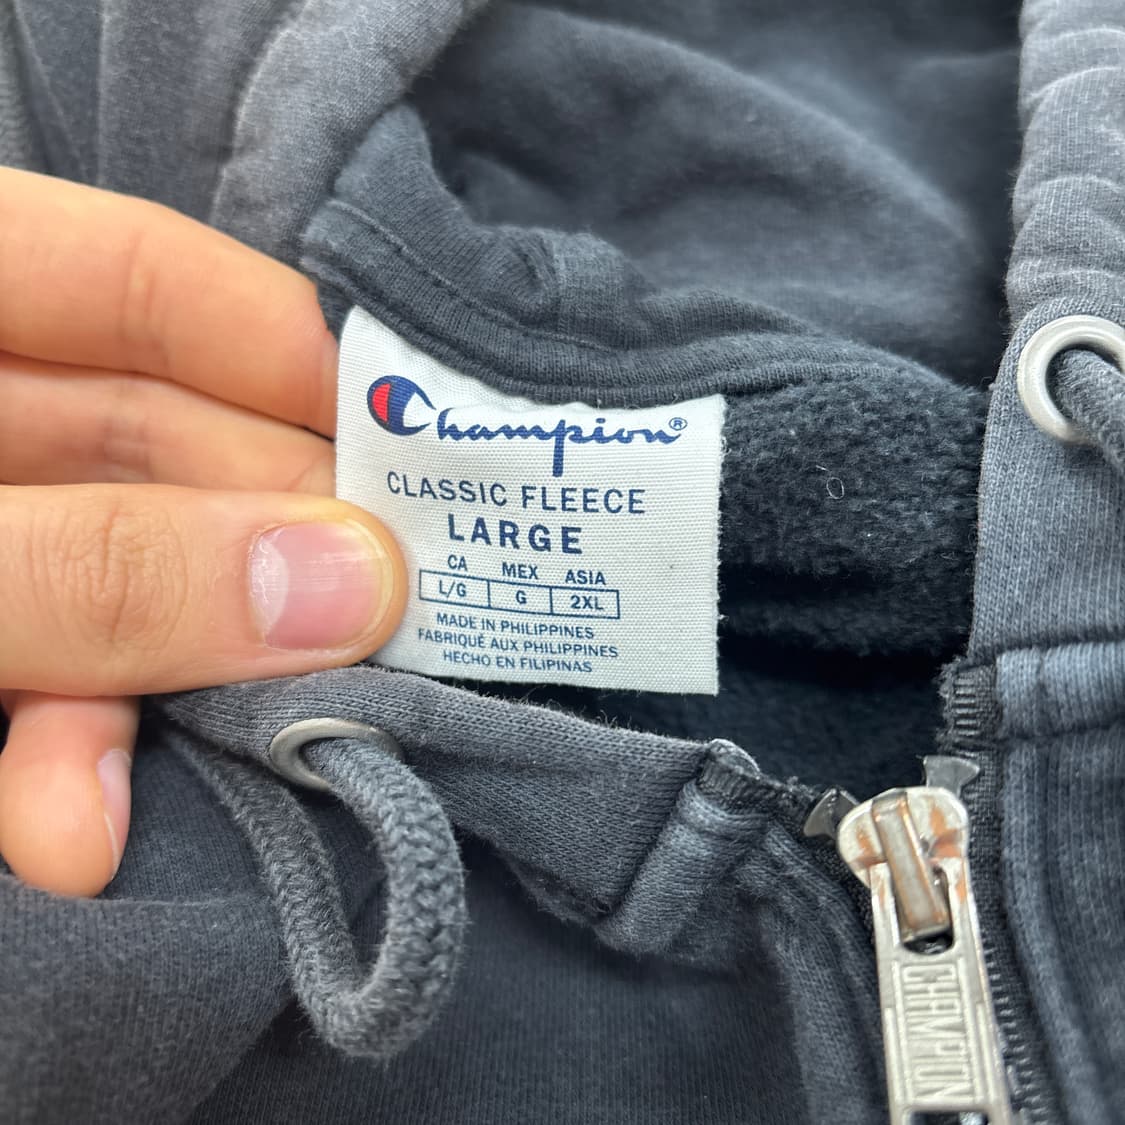 Champion®
CLASSIC FLEECE
LARGE
CA MEX ASIA
L/G G 2XL
MADE IN PHILIPPINES
FABRIQUÉ AUX PHILIPPINES
HECHO EN FILIPINAS
CHAMPION